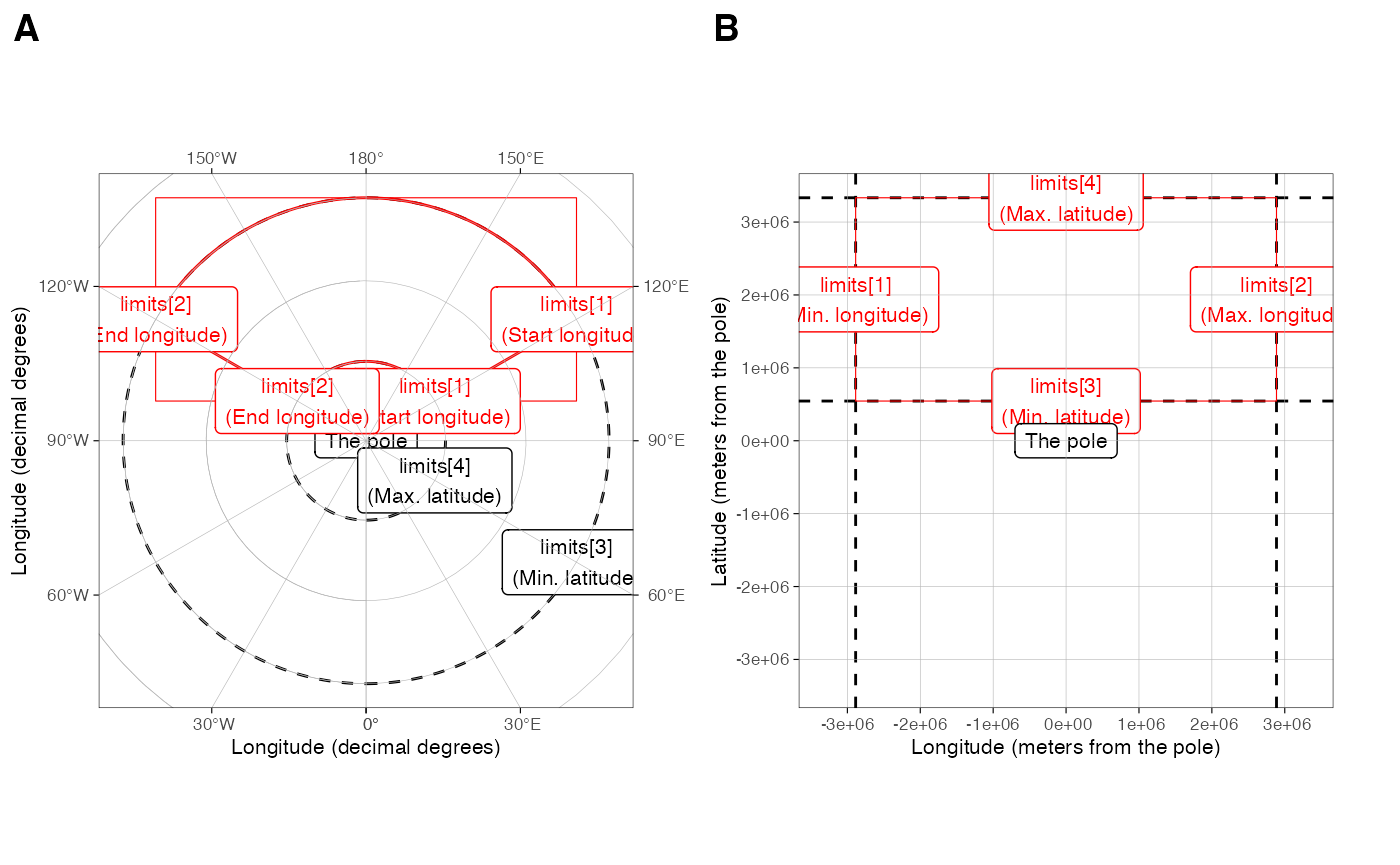 A
150°W 180° 150°E
120°W
120°E
limits[2]
End longitude)
limits[1]
(Start longitud
limits[2]
(End longitude)
limits[1]
tart longitude)
90°W
90°E
The pole
limits[4]
(Max. latitude)
limits[3]
(Min. latitude
60°W
60°E
30°W 0° 30°E
Longitude (decimal degrees)
Longitude (decimal degrees)
B
limits[4]
(Max. latitude)
3e+06
limits[1]
Min. longitude)
limits[2]
(Max. longitud
2e+06
1e+06
limits[3]
(Min. latitude)
0e+00
The pole
-1e+06
-2e+06
-3e+06
-3e+06 -2e+06 -1e+06 0e+00 1e+06 2e+06 3e+06
Longitude (meters from the pole)
Latitude (meters from the pole)